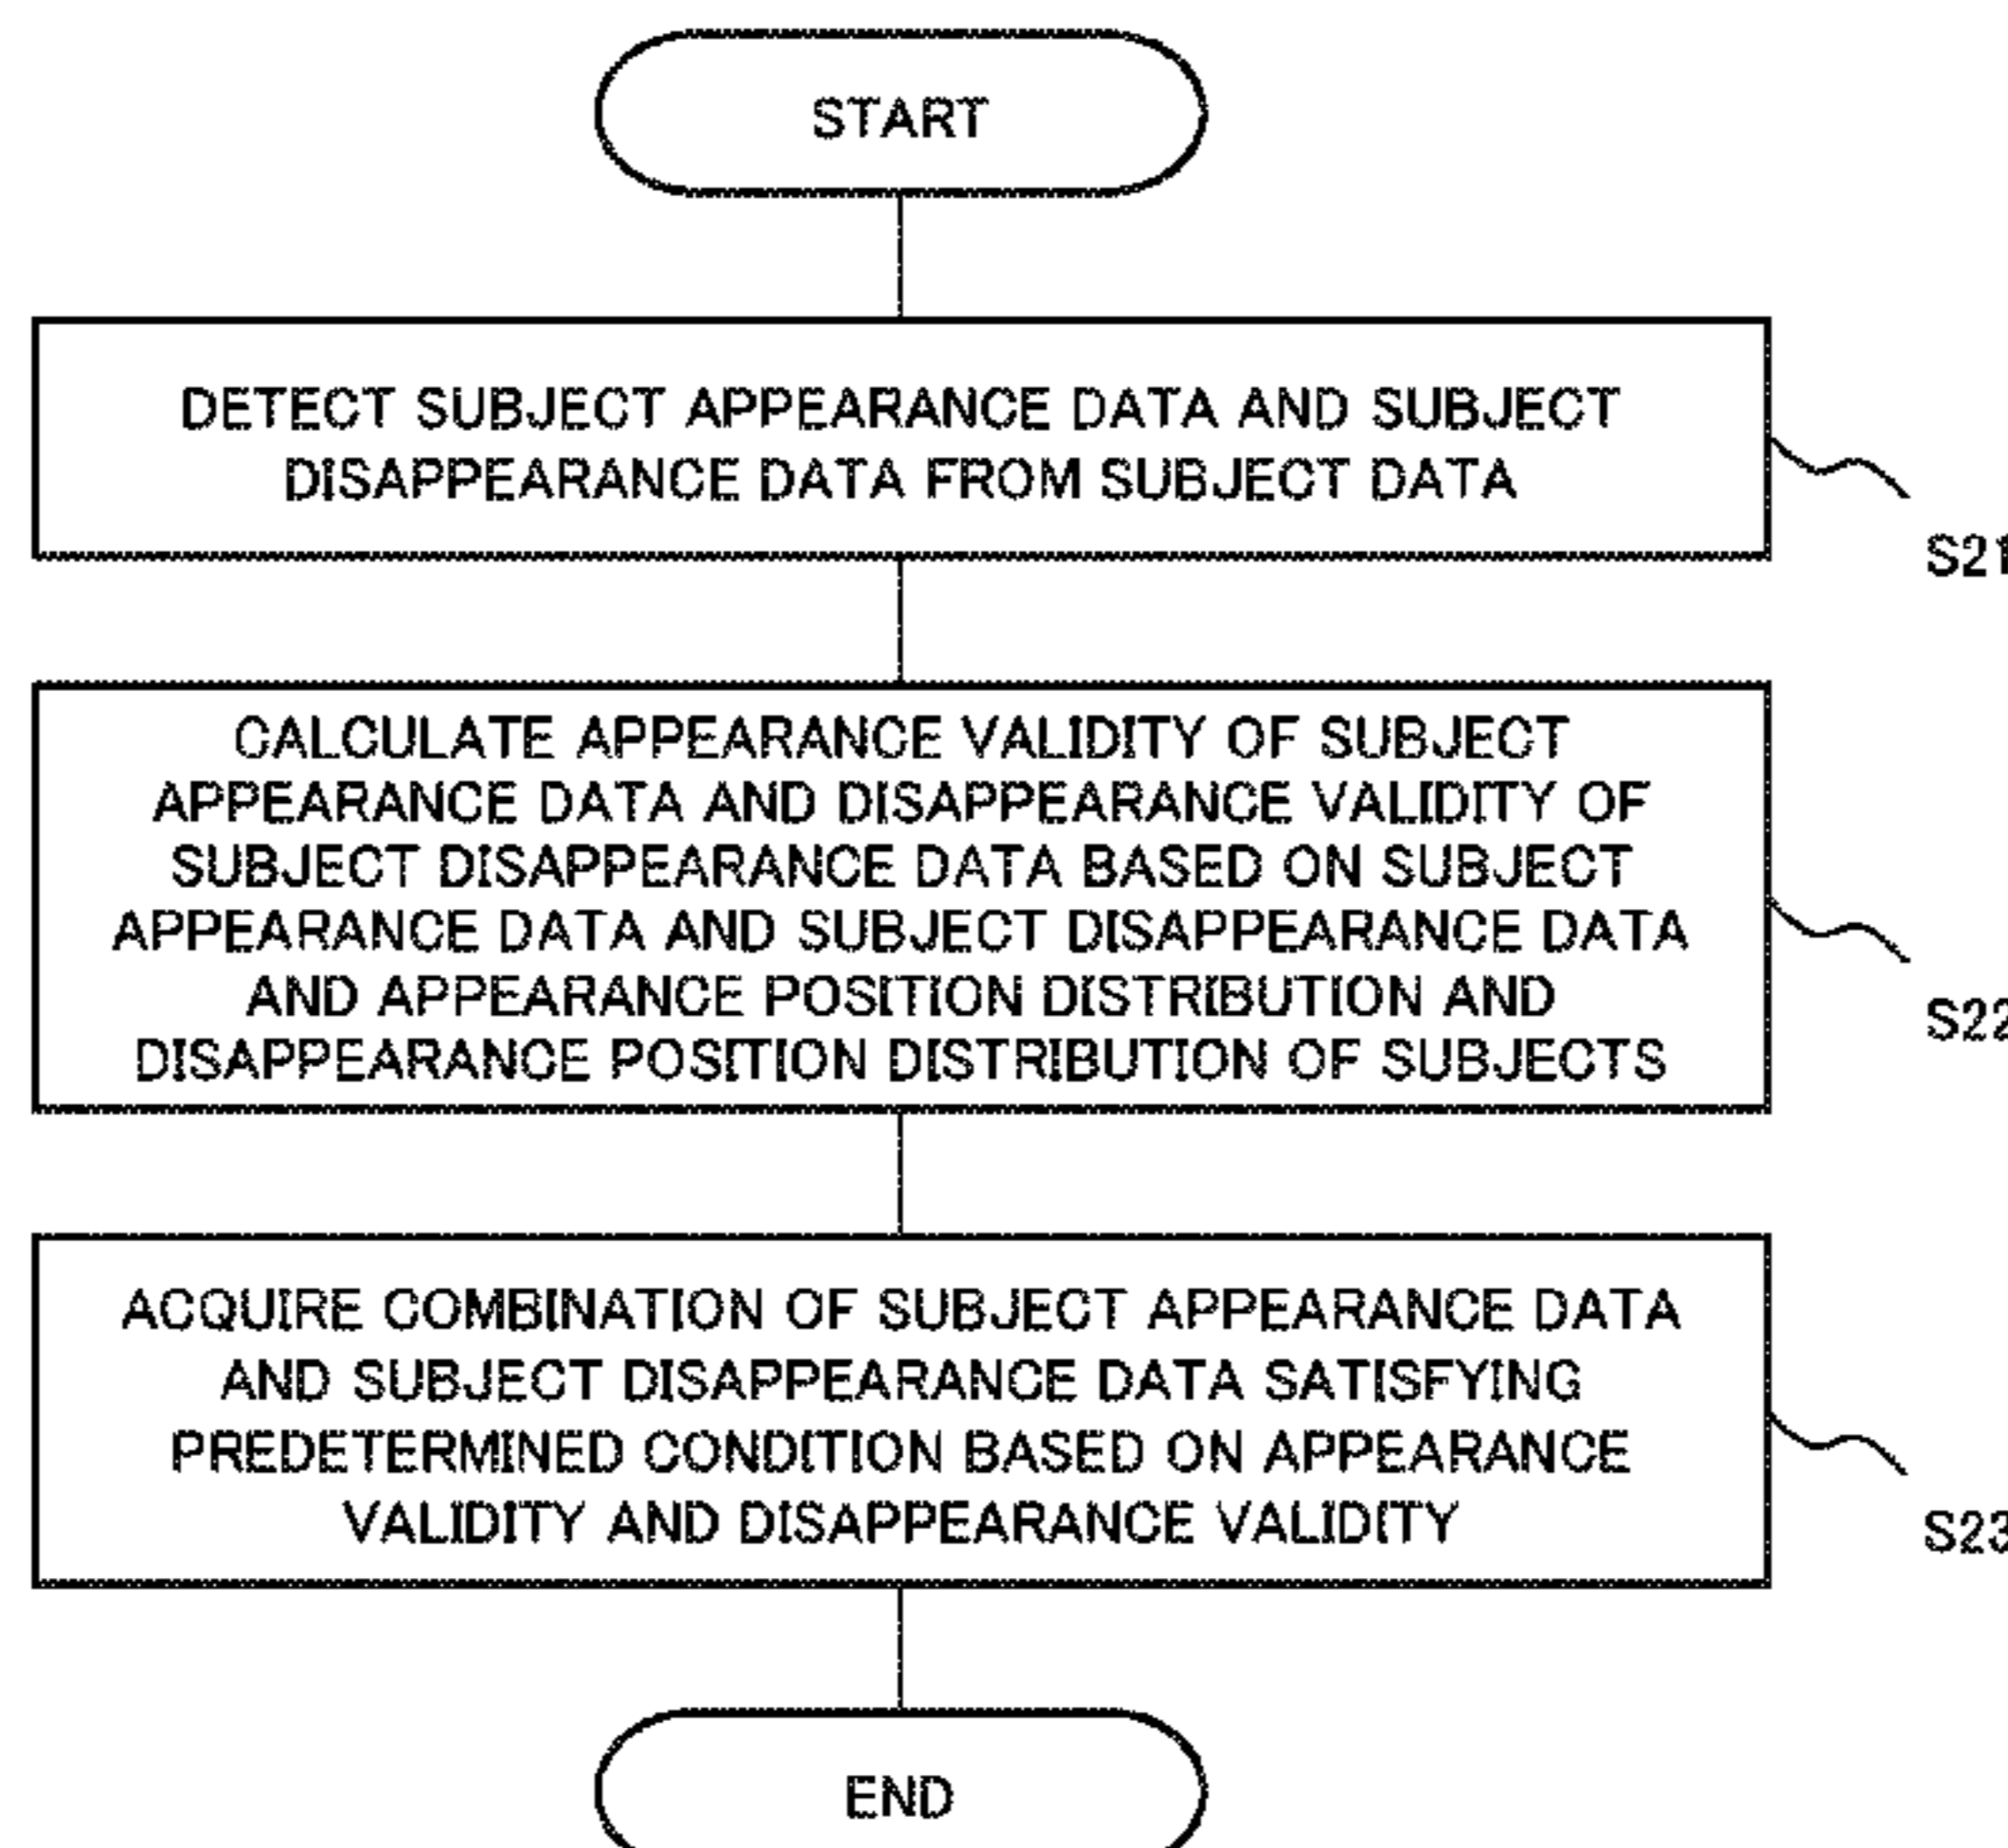 START
DETECT SUBJECT APPEARANCE DATA AND SUBJECT
DISAPPEARANCE DATA FROM SUBJECT DATA
S21
CALCULATE APPEARANCE VALIDITY OF SUBJECT
APPEARANCE DATA AND DISAPPEARANCE VALIDITY OF
SUBJECT DISAPPEARANCE DATA BASED ON SUBJECT
APPEARANCE DATA AND SUBJECT DISAPPEARANCE DATA
AND APPEARANCE POSITION DISTRIBUTION AND
DISAPPEARANCE POSITION DISTRIBUTION OF SUBJECTS
S22
ACQUIRE COMBINATION OF SUBJECT APPEARANCE DATA
AND SUBJECT DISAPPEARANCE DATA SATISFYING
PREDETERMINED CONDITION BASED ON APPEARANCE
VALIDITY AND DISAPPEARANCE VALIDITY
S23
END